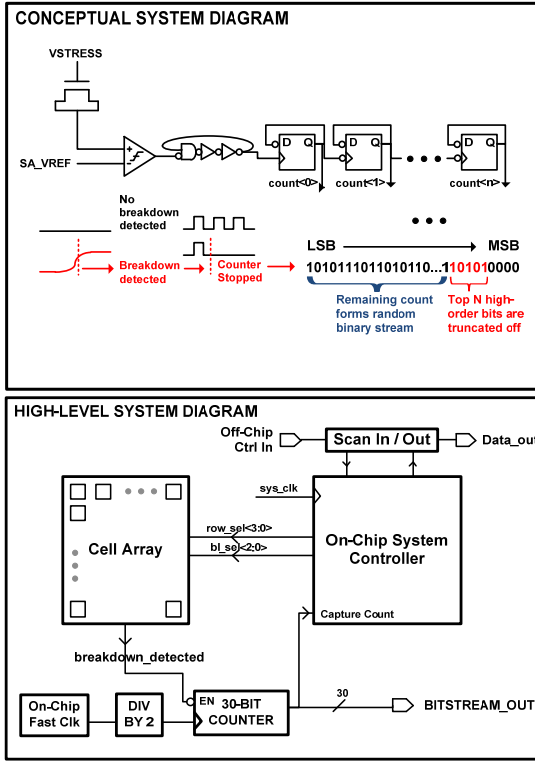 CONCEPTUAL SYSTEM DIAGRAM
VSTRESS
SA_VREF
D Q
D Q
D Q
count<0>
count<1>
count<n>
No
breakdown
detected
Breakdown
detected
Counter
Stopped
LSB
MSB
1010111011010110...1101010000
Remaining count
forms random
binary stream
Top N high-
order bits are
truncated off
HIGH-LEVEL SYSTEM DIAGRAM
Off-Chip
Ctrl In
Scan In / Out
Data_out
sys_clk
Cell Array
row_sel<3:0>
bl_sel<2:0>
On-Chip System
Controller
Capture Count
breakdown_detected
On-Chip
Fast Clk
DIV
BY 2
EN
30-BIT
COUNTER
30
BITSTREAM_OUT